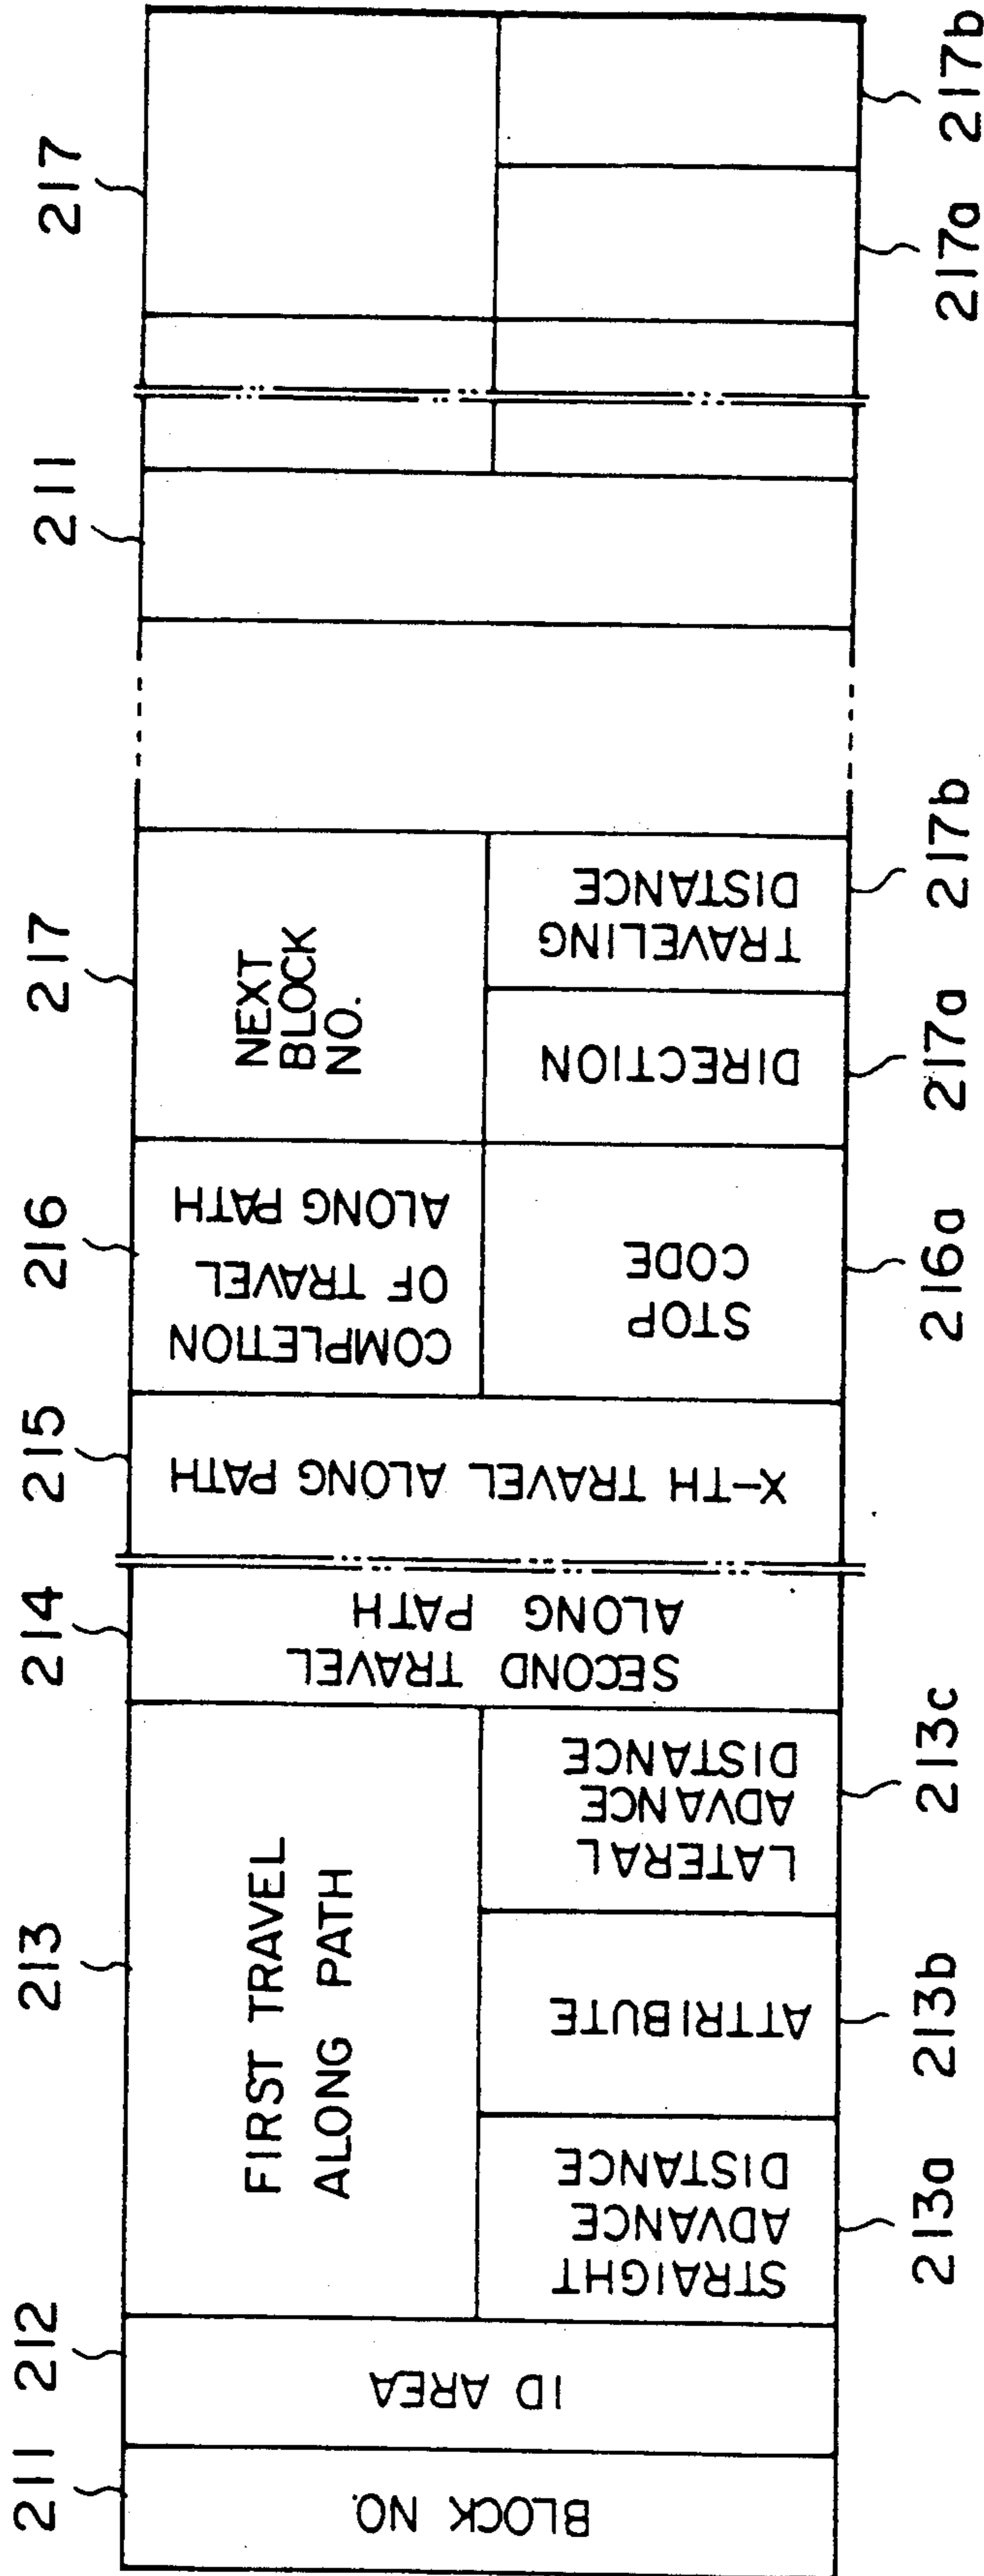 211
212
213
214
215
216
217
211
217
BLOCK NO.
ID AREA
FIRST TRAVEL
ALONG PATH
STRAIGHT
ADVANCE
DISTANCE
ATTRIBUTE
LATERAL
ADVANCE
DISTANCE
SECOND TRAVEL
ALONG PATH
X-TH TRAVEL ALONG PATH
COMPLETION
OF TRAVEL
ALONG PATH
STOP
CODE
NEXT
BLOCK
NO.
DIRECTION
TRAVELING
DISTANCE
213a
213b
213c
216a
217a
217b
217a
217b